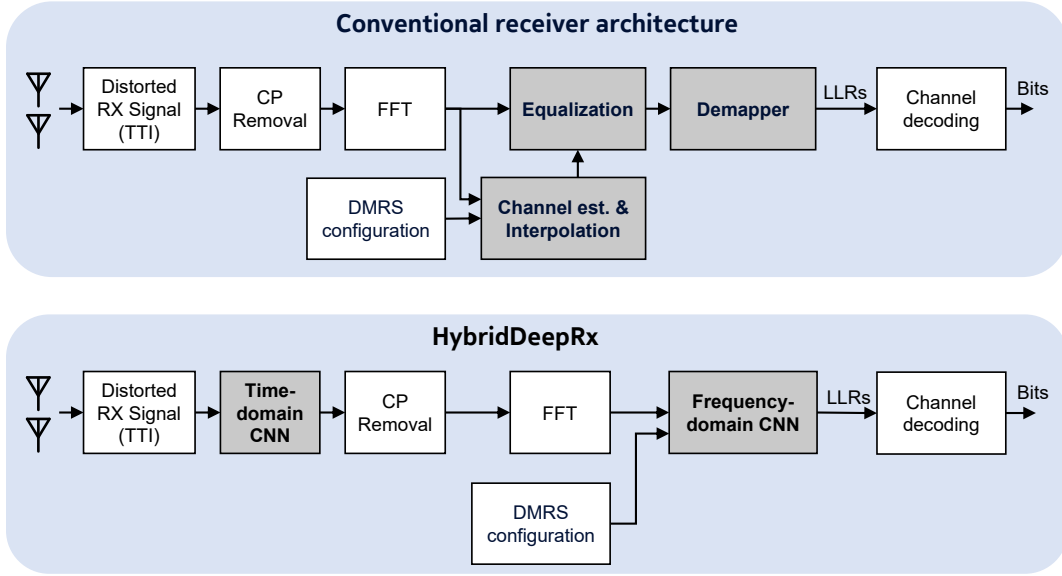 Conventional receiver architecture
Distorted
RX Signal
(TTI)
CP
Removal
FFT
Equalization
Demapper
LLRs
Channel
decoding
Bits
DMRS
configuration
Channel est. &
Interpolation
HybridDeepRx
Distorted
RX Signal
(TTI)
Time-
domain
CNN
CP
Removal
FFT
Frequency-
domain CNN
LLRs
Channel
decoding
Bits
DMRS
configuration